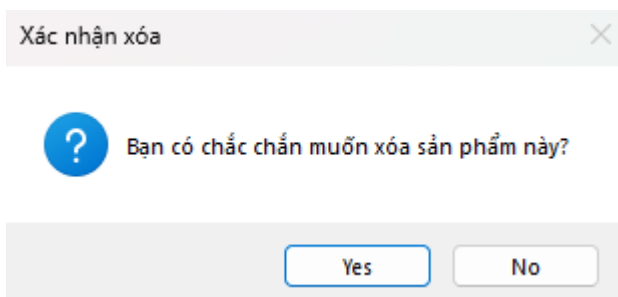 Xác nhận xóa
Bạn có chắc chắn muốn xóa sản phẩm này?
Yes No